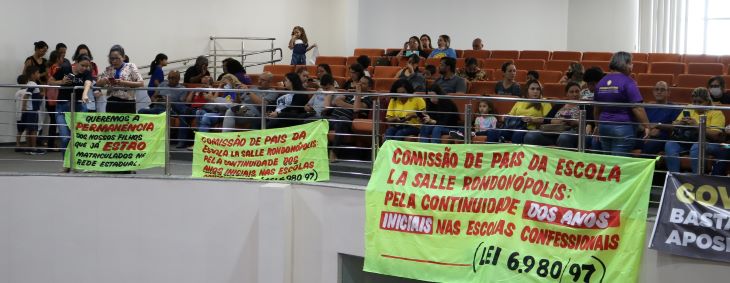 QUEREMOS A
PERMANÊNCIA
DOS NOSSOS FILHOS
QUE JÁ ESTÃO
MATRICULADOS NA
REDE ESTADUAL.
COMISSÃO DE PAIS DA
ESCOLA LA SALLE RONDONÓPOLIS:
PELA CONTINUIDADE DOS
ANOS INICIAIS NAS ESCOLAS
(LEI 6.980/97)
COMISSÃO DE PAIS DA ESCOLA
LA SALLE RONDONÓPOLIS:
PELA CONTINUIDADE DOS ANOS
INICIAIS NAS ESCOLAS CONFESSIONAIS
(LEI 6.980/97)
BASTA